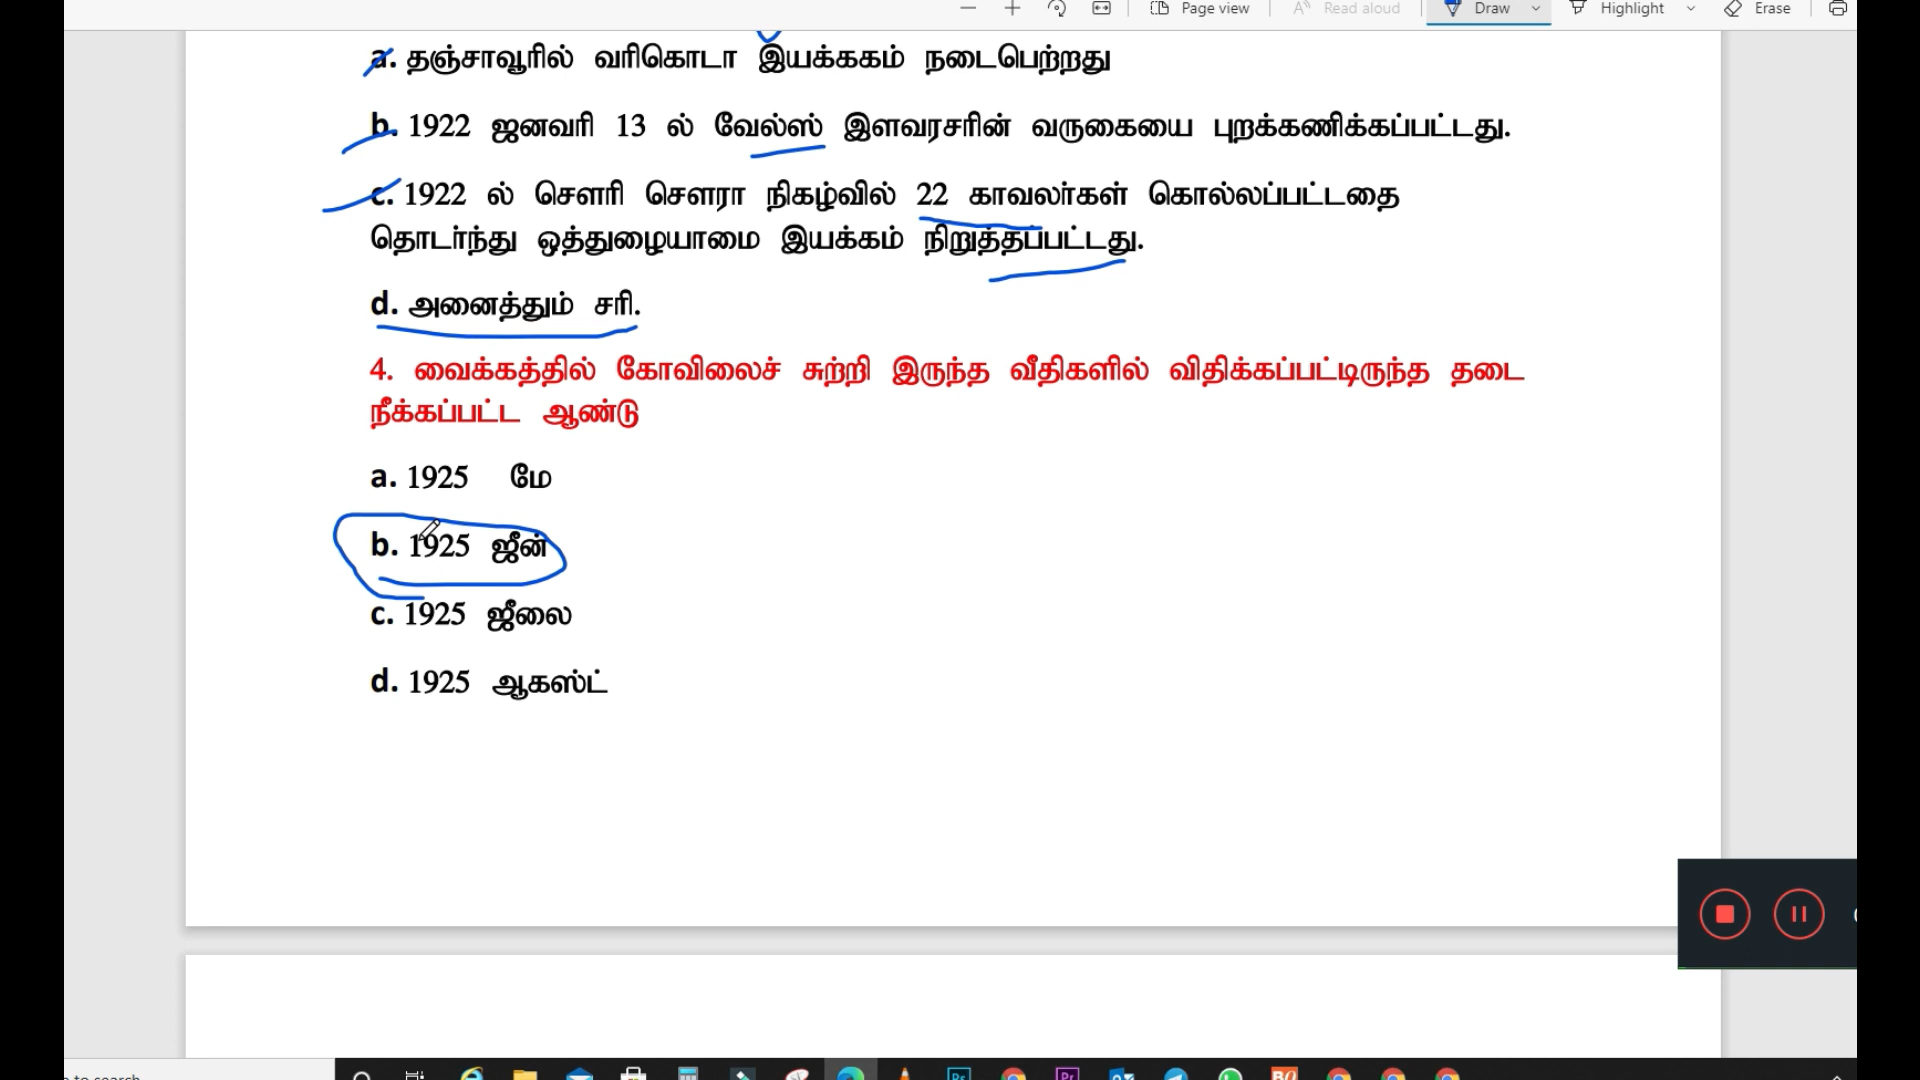 Page view Read aloud Draw Highlight Erase
a. தஞ்சாவூரில் வரிகொடா இயக்ககம் நடைபெற்றது
b. 1922 ஜனவரி 13 ல் வேல்ஸ் இளவரசரின் வருகையை புறக்கணிக்கப்பட்டது.
c. 1922 ல் சௌரி சௌரா நிகழ்வில் 22 காவலர்கள் கொல்லப்பட்டதை
தொடர்ந்து ஒத்துழையாமை இயக்கம் நிறுத்தப்பட்டது.
d. அனைத்தும் சரி.
4. வைக்கத்தில் கோவிலைச் சுற்றி இருந்த வீதிகளில் விதிக்கப்பட்டிருந்த தடை
நீக்கப்பட்ட ஆண்டு
a. 1925 மே
b. 1925 ஜீன்
c. 1925 ஜீலை
d. 1925 ஆகஸ்ட்